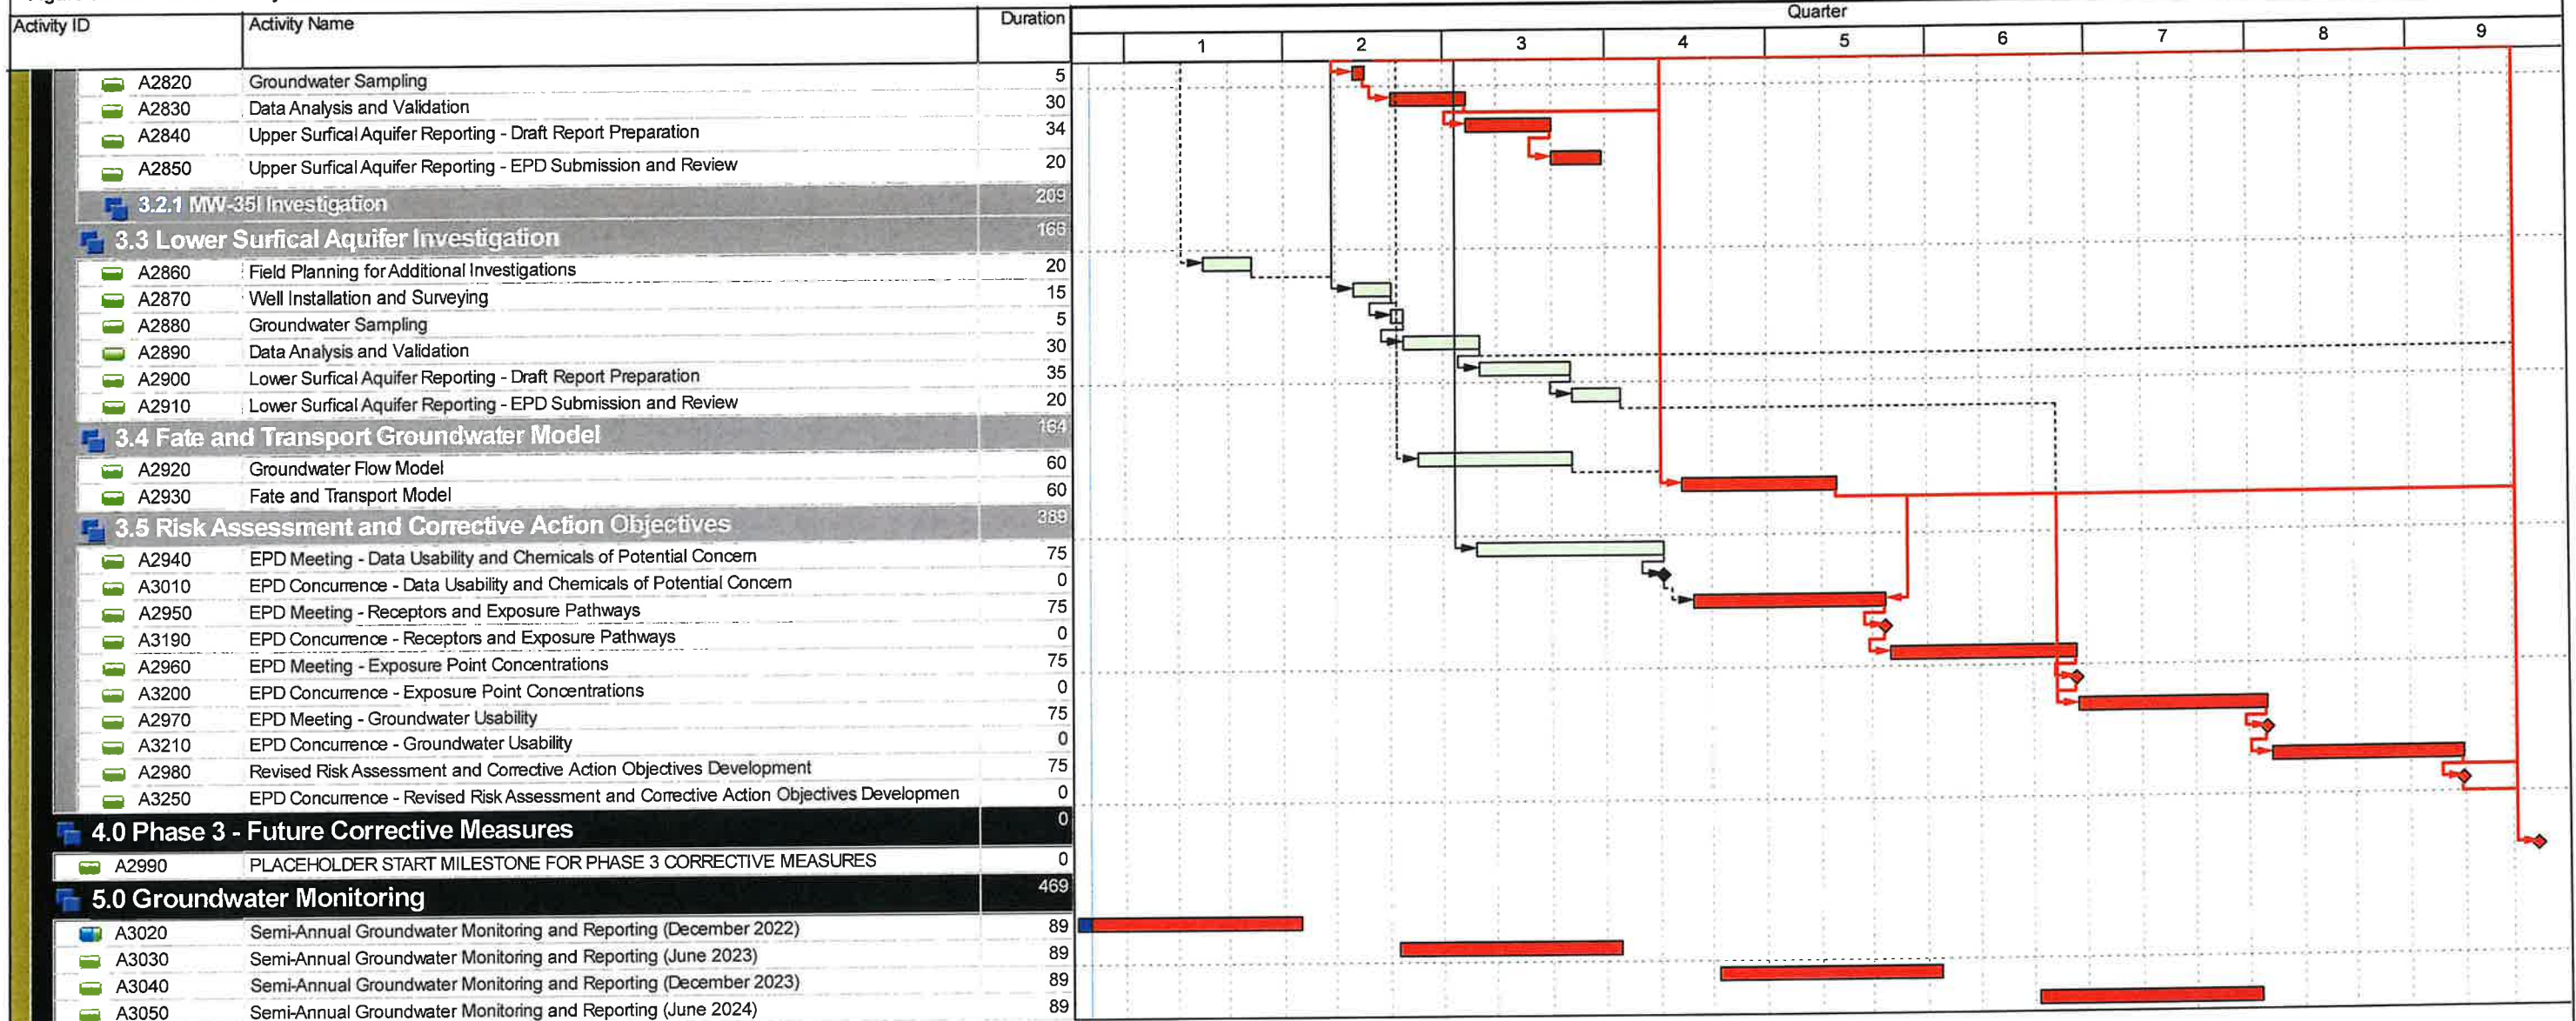 Activity ID Activity Name Duration Quarter
1 2 3 4 5 6 7 8 9
A2820 Groundwater Sampling 5
A2830 Data Analysis and Validation 30
A2840 Upper Surfical Aquifer Reporting - Draft Report Preparation 34
A2850 Upper Surfical Aquifer Reporting - EPD Submission and Review 20
3.2.1 MW-35I Investigation 209
3.3 Lower Surfical Aquifer Investigation 166
A2860 Field Planning for Additional Investigations 20
A2870 Well Installation and Surveying 15
A2880 Groundwater Sampling 5
A2890 Data Analysis and Validation 30
A2900 Lower Surfical Aquifer Reporting - Draft Report Preparation 35
A2910 Lower Surfical Aquifer Reporting - EPD Submission and Review 20
3.4 Fate and Transport Groundwater Model 164
A2920 Groundwater Flow Model 60
A2930 Fate and Transport Model 60
3.5 Risk Assessment and Corrective Action Objectives 389
A2940 EPD Meeting - Data Usability and Chemicals of Potential Concern 75
A3010 EPD Concurrence - Data Usability and Chemicals of Potential Concern 0
A2950 EPD Meeting - Receptors and Exposure Pathways 75
A3190 EPD Concurrence - Receptors and Exposure Pathways 0
A2960 EPD Meeting - Exposure Point Concentrations 75
A3200 EPD Concurrence - Exposure Point Concentrations 0
A2970 EPD Meeting - Groundwater Usability 75
A3210 EPD Concurrence - Groundwater Usability 0
A2980 Revised Risk Assessment and Corrective Action Objectives Development 75
A3250 EPD Concurrence - Revised Risk Assessment and Corrective Action Objectives Developmen 0
4.0 Phase 3 - Future Corrective Measures 0
A2990 PLACEHOLDER START MILESTONE FOR PHASE 3 CORRECTIVE MEASURES 0
5.0 Groundwater Monitoring 469
A3020 Semi-Annual Groundwater Monitoring and Reporting (December 2022) 89
A3030 Semi-Annual Groundwater Monitoring and Reporting (June 2023) 89
A3040 Semi-Annual Groundwater Monitoring and Reporting (December 2023) 89
A3050 Semi-Annual Groundwater Monitoring and Reporting (June 2024) 89